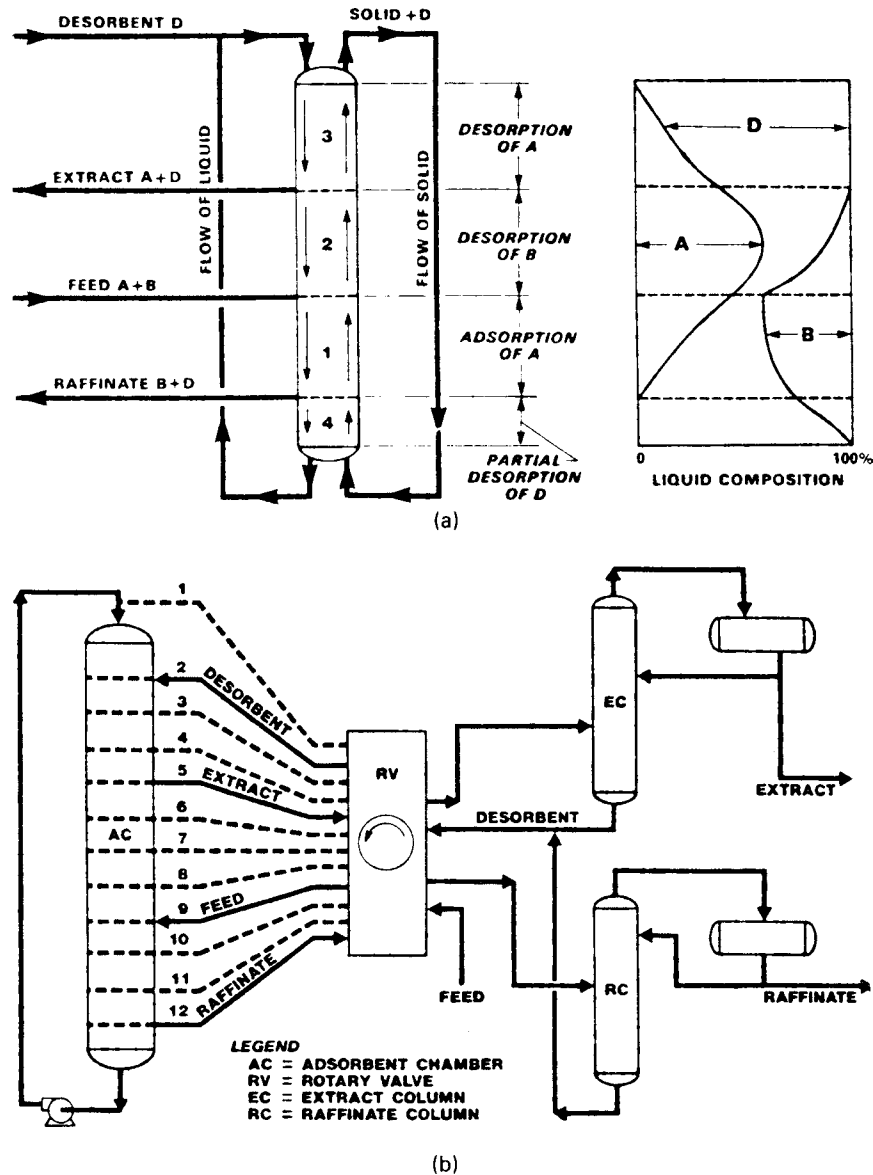 DESORBENT D
SOLID + D
FLOW OF LIQUID
FLOW OF SOLID
3
DESORPTION
OF A
EXTRACT A + D
2
DESORPTION
OF B
FEED A + B
1
ADSORPTION
OF A
RAFFINATE B + D
4
PARTIAL
DESORPTION
OF D
D
A
B
0
100%
LIQUID COMPOSITION
(a)
1
2
DESORBENT
3
4
5
EXTRACT
6
7
8
9
FEED
10
11
12
RAFFINATE
AC
RV
EC
EXTRACT
DESORBENT
FEED
RC
RAFFINATE
LEGEND
AC = ADSORBENT CHAMBER
RV = ROTARY VALVE
EC = EXTRACT COLUMN
RC = RAFFINATE COLUMN
(b)